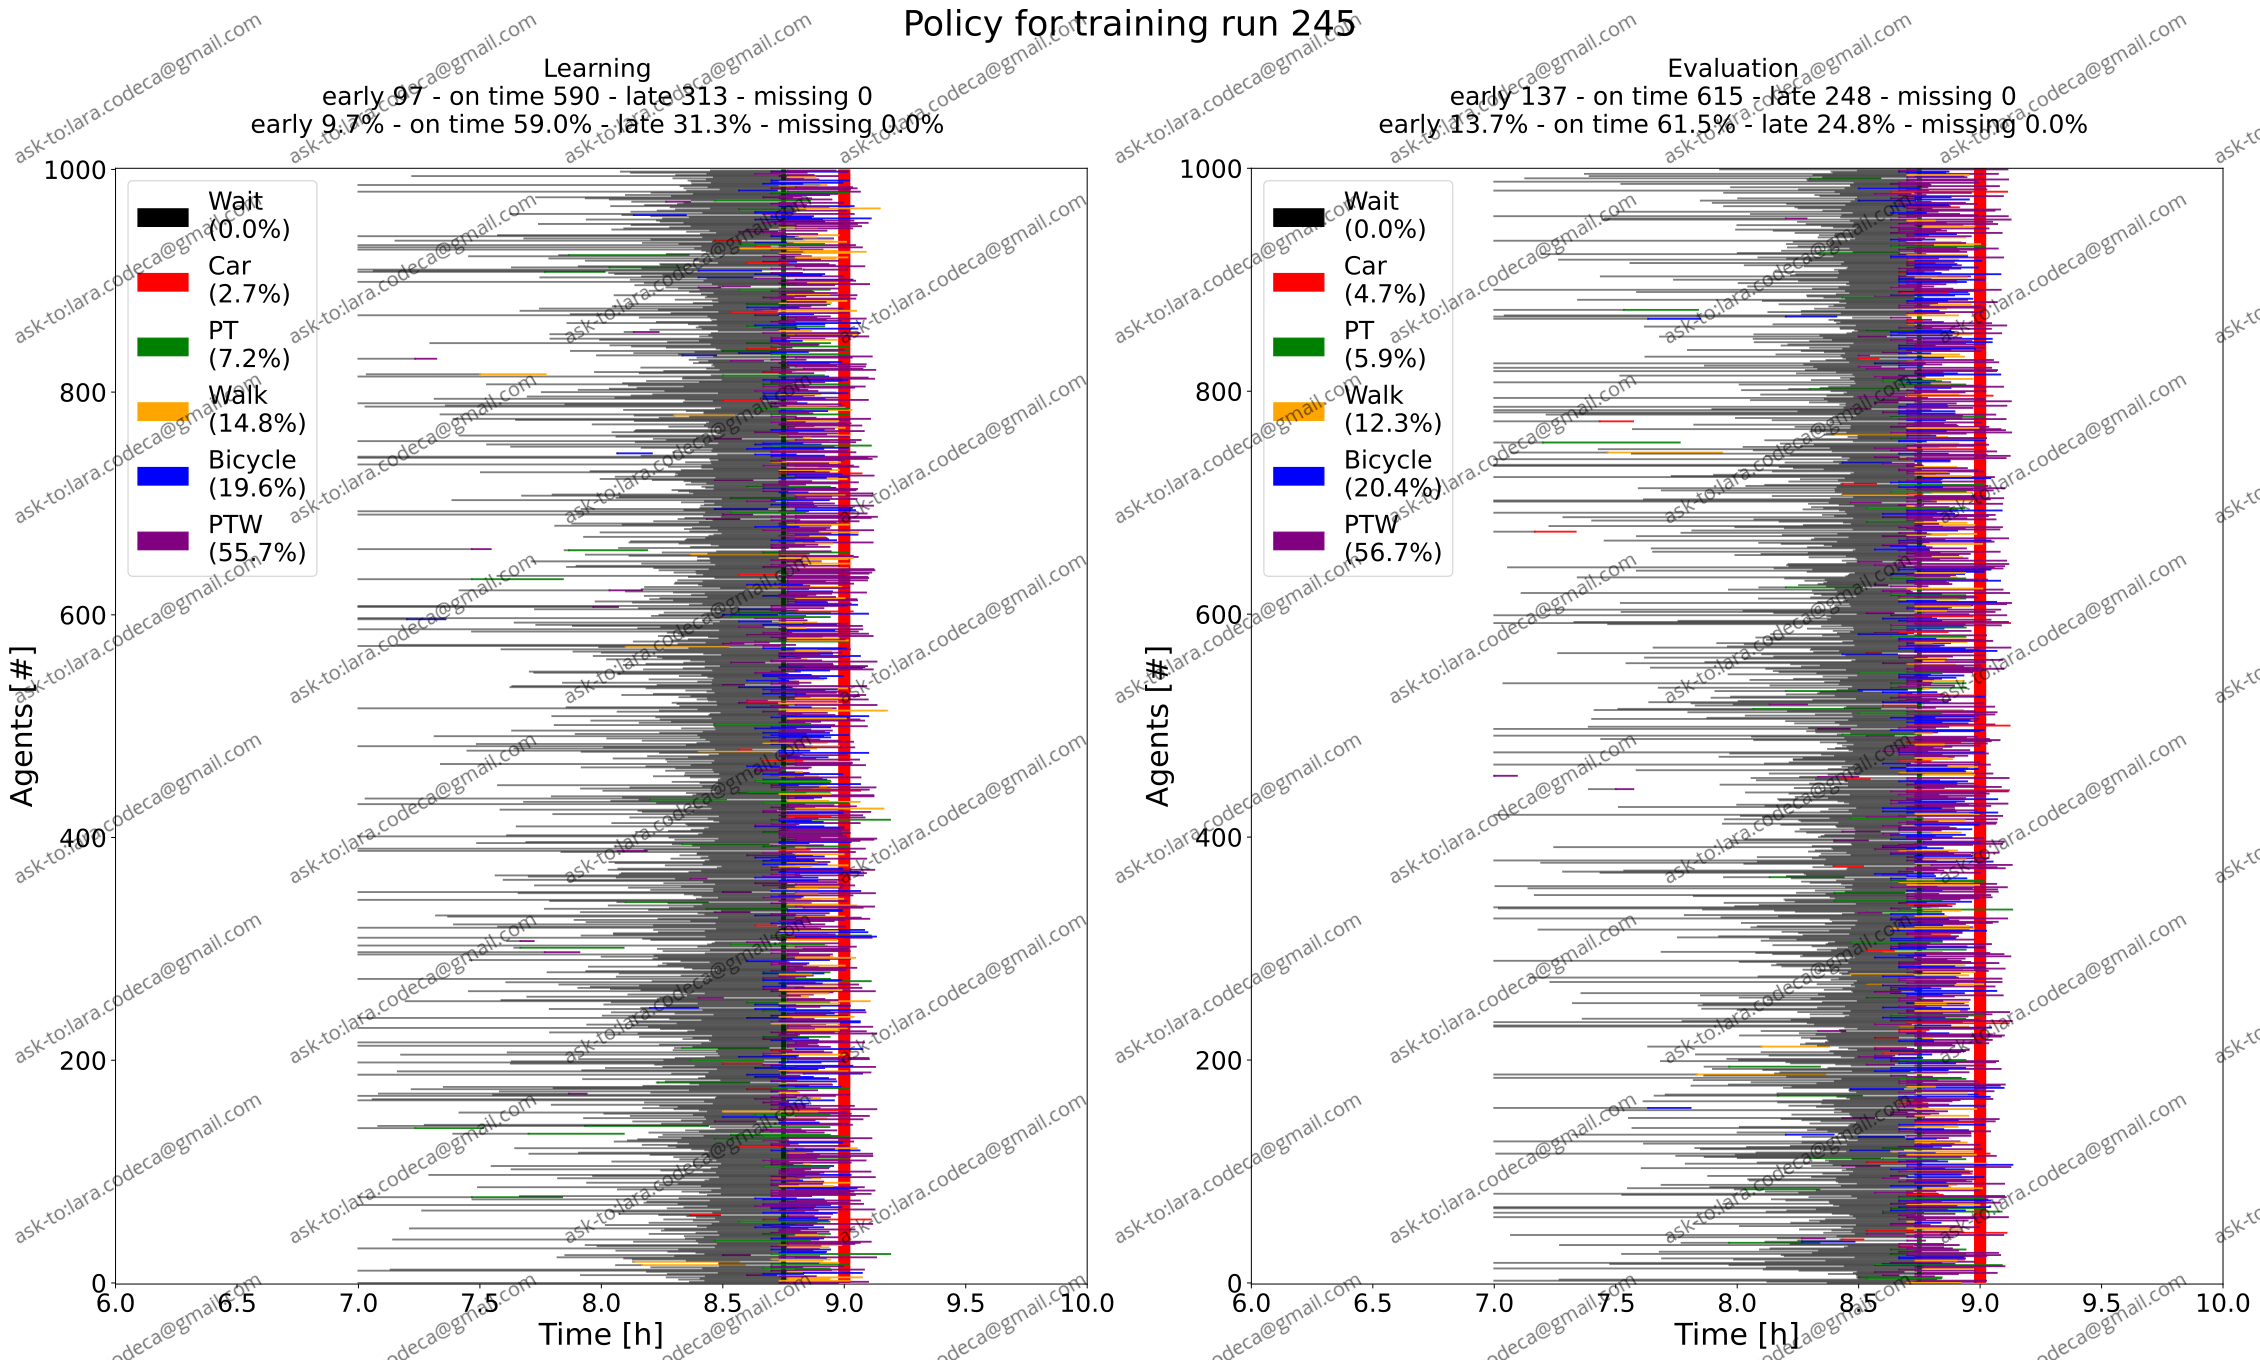 Policy for training run 245
Learning
early 97 - on time 590 - late 313 - missing 0
early 9.7% - on time 59.0% - late 31.3% - missing 0.0%
1000
800
600
400
200
0
Agents [#]
Wait
(0.0%)
Car
(2.7%)
PT
(7.2%)
Walk
(14.8%)
Bicycle
(19.6%)
PTW
(55.7%)
6.0 6.5 7.0 7.5 8.0 8.5 9.0 9.5 10.0
Time [h]
Evaluation
early 137 - on time 615 - late 248 - missing 0
early 13.7% - on time 61.5% - late 24.8% - missing 0.0%
1000
800
600
400
200
0
Agents [#]
Wait
(0.0%)
Car
(4.7%)
PT
(5.9%)
Walk
(12.3%)
Bicycle
(20.4%)
PTW
(56.7%)
6.0 6.5 7.0 7.5 8.0 8.5 9.0 9.5 10.0
Time [h]
ask-to:lara.codeca@gmail.com